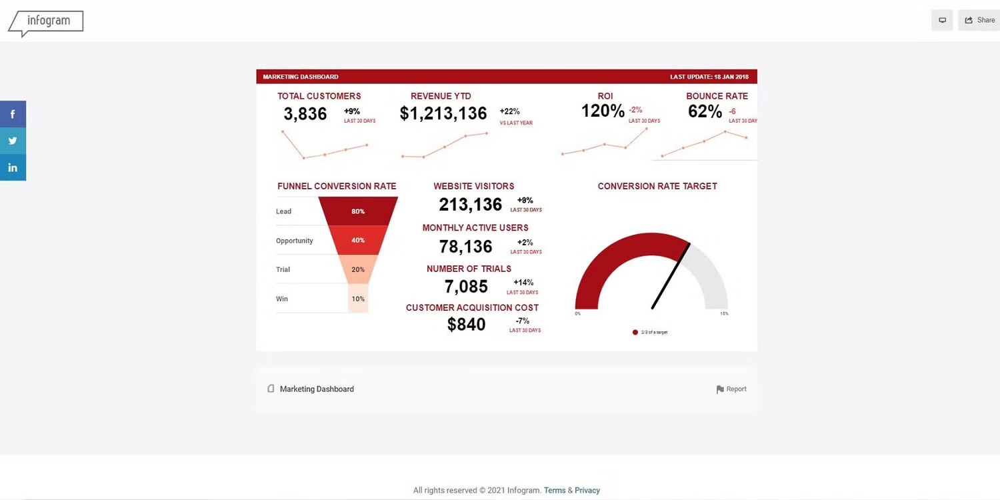 infogram
Share
f
in
MARKETING DASHBOARD
LAST UPDATE: 18 JAN 2018
TOTAL CUSTOMERS
3,836
+9%
LAST 30 DAYS
REVENUE YTD
$1,213,136
+22%
VS LAST YEAR
ROI
120%
-2%
LAST 30 DAYS
BOUNCE RATE
62%
-6
LAST 30 DAY
FUNNEL CONVERSION RATE
Lead
80%
Opportunity
40%
Trial
20%
Win
10%
WEBSITE VISITORS
213,136
+9%
LAST 30 DAYS
MONTHLY ACTIVE USERS
78,136
+2%
LAST 30 DAYS
NUMBER OF TRIALS
7,085
+14%
LAST 30 DAYS
CUSTOMER ACQUISITION COST
$840
-7%
LAST 30 DAYS
CONVERSION RATE TARGET
0%
15%
2/3 of a target
Marketing Dashboard
Report
All rights reserved © 2021 Infogram. Terms & Privacy